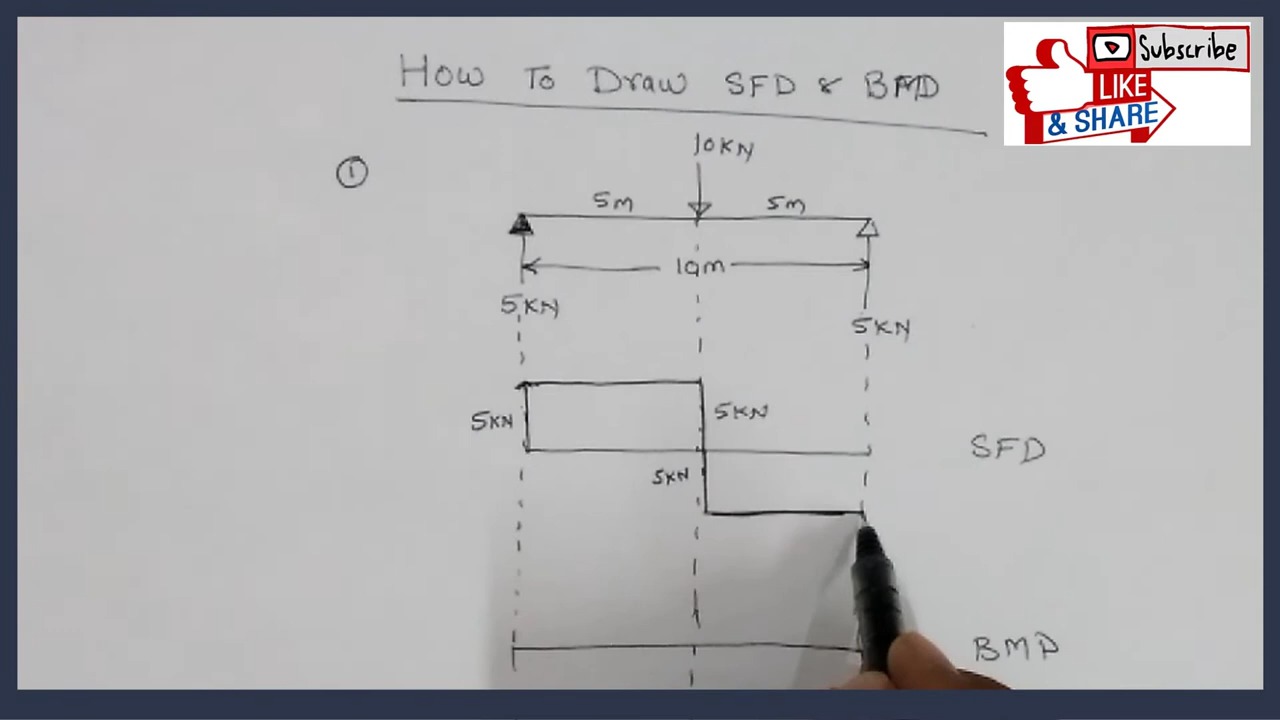 How To Draw SFD & BMD
Subscribe
LIKE
& SHARE
10KN
①
5m 5m
10m
5KN
5KN
5KN 5KN
SFD
5KN
BMD